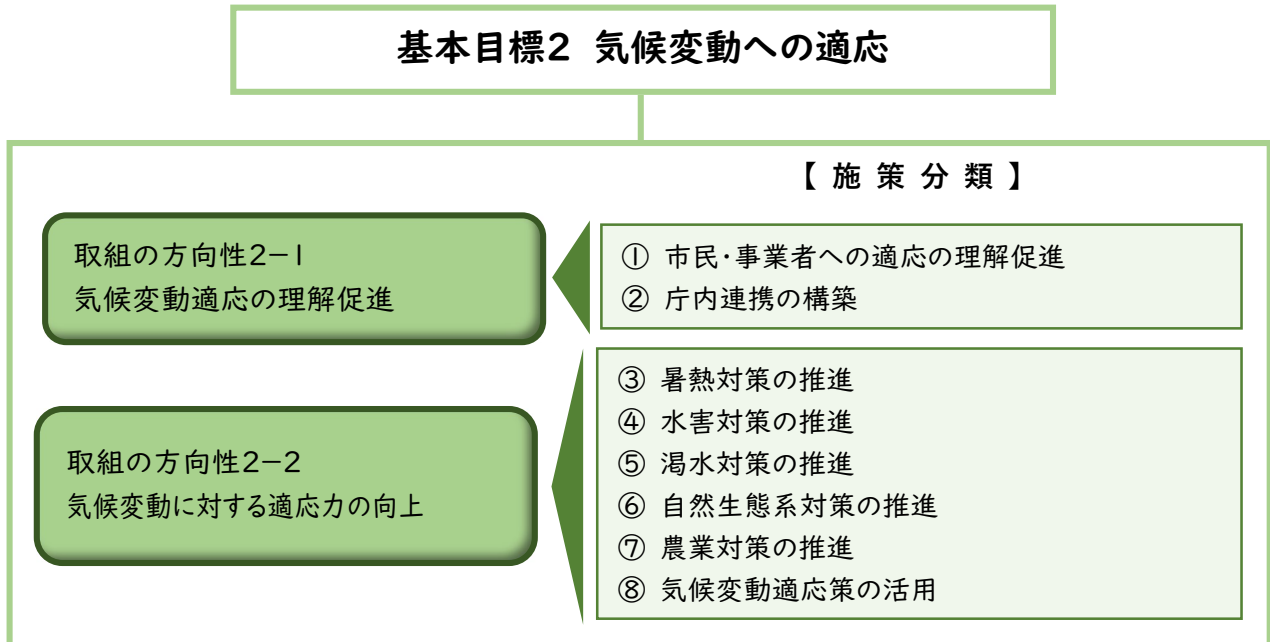 基本目標2 気候変動への適応
【 施 策 分 類 】
取組の方向性2－1
気候変動適応の理解促進
① 市民・事業者への適応の理解促進
② 庁内連携の構築
取組の方向性2－2
気候変動に対する適応力の向上
③ 暑熱対策の推進
④ 水害対策の推進
⑤ 渇水対策の推進
⑥ 自然生態系対策の推進
⑦ 農業対策の推進
⑧ 気候変動適応策の活用